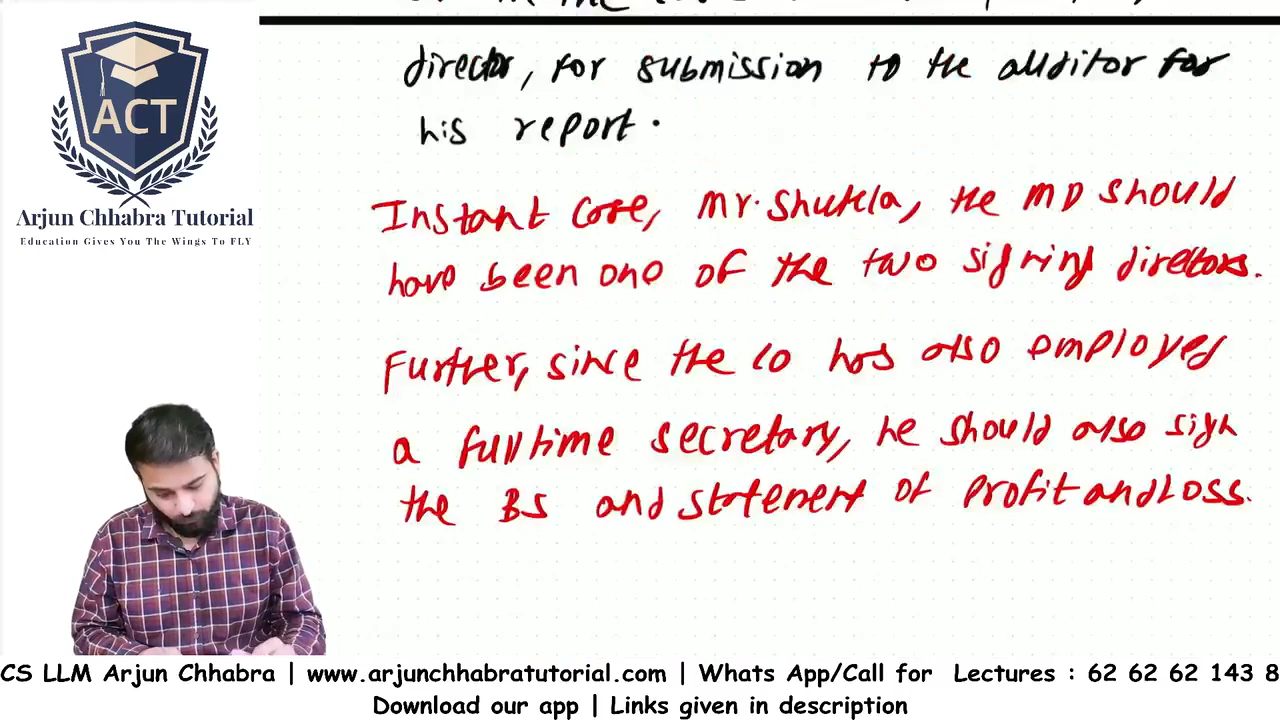 director, for submission to the auditor for
his report.
Instant case, Mr. Shukla, the MD should
have been one of the two signing directors.
Further, since the co has also employed
a full time secretary, he should also sign
the BS and statement of Profit and Loss.
ACT
Arjun Chhabra Tutorial
Education Gives You The Wings To FLY
CS LLM Arjun Chhabra | www.arjunchhabratutorial.com | Whats App/Call for Lectures : 62 62 62 143 8
Download our app | Links given in description